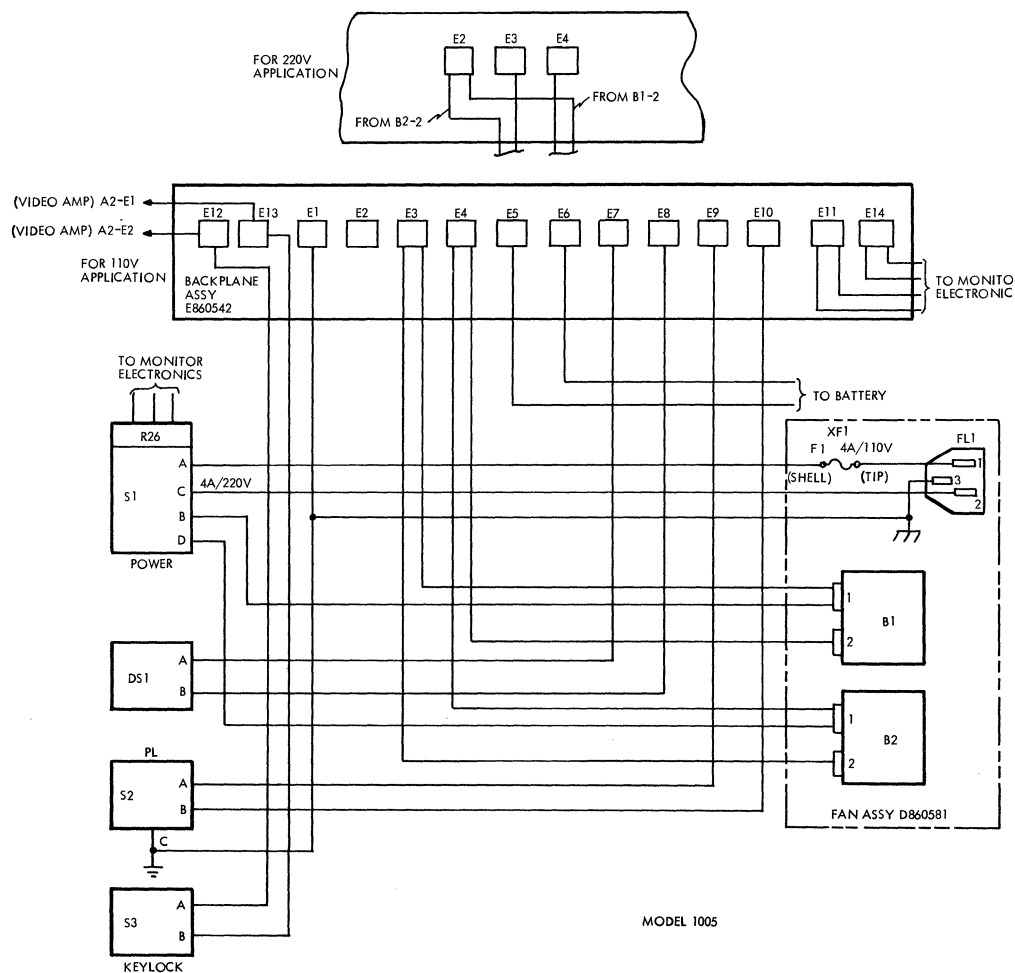 FOR 220V
APPLICATION
E2 E3 E4
FROM B2-2
FROM B1-2
(VIDEO AMP) A2-E1
(VIDEO AMP) A2-E2
FOR 110V
APPLICATION
E12 E13 E1 E2 E3 E4 E5 E6 E7 E8 E9 E10 E11 E14
BACKPLANE
ASSY
E860542
TO MONITO
ELECTRONIC
TO MONITOR
ELECTRONICS
TO BATTERY
R26
S1
A
C
B
D
4A/220V
POWER
XF1
F1 4A/110V
(SHELL) (TIP)
FL1
1
3
2
B1
1
2
DS1
A
B
B2
1
2
PL
S2
A
B
C
FAN ASSY D860581
S3
A
B
KEYLOCK
MODEL 1005